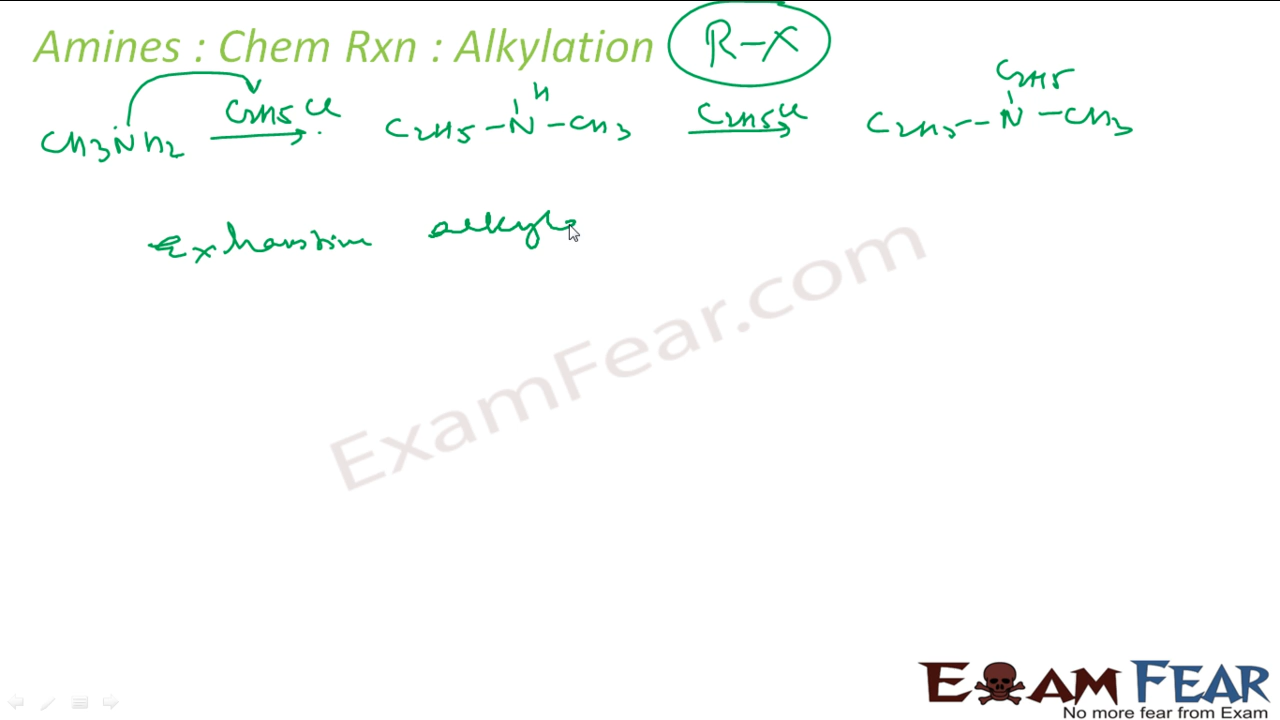 Amines : Chem Rxn : Alkylation R-X
C2H5
CH3NH2 C2H5Cl C2H5-N-CH3 C2H5Cl C2H5-N-CH3
H
Exhaustive alkyla
ExamFear.com
EXAM FEAR
No more fear from Exam